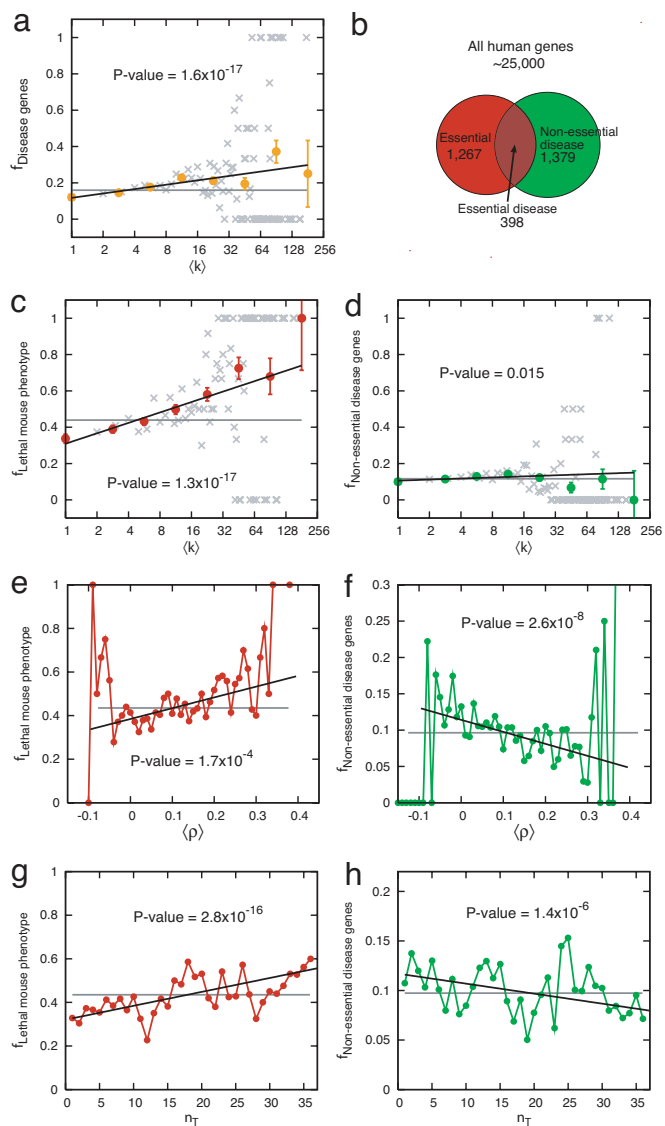 a
P-value = 1.6x10⁻¹⁷
f_Disease genes
1
0.8
0.6
0.4
0.2
0
1 2 4 8 16 32 64 128 256
⟨k⟩
b
All human genes
~25,000
Essential
1,267
Non-essential
disease
1,379
Essential disease
398
c
f_Lethal mouse phenotype
1
0.8
0.6
0.4
0.2
0
P-value = 1.3x10⁻¹⁷
1 2 4 8 16 32 64 128 256
⟨k⟩
d
f_Non-essential disease genes
1
0.8
0.6
0.4
0.2
0
P-value = 0.015
1 2 4 8 16 32 64 128 256
⟨k⟩
e
f_Lethal mouse phenotype
1
0.8
0.6
0.4
0.2
0
P-value = 1.7x10⁻⁴
-0.1 0 0.1 0.2 0.3 0.4
⟨ρ⟩
f
f_Non-essential disease genes
0.3
0.25
0.2
0.15
0.1
0.05
0
P-value = 2.6x10⁻⁸
-0.1 0 0.1 0.2 0.3 0.4
⟨ρ⟩
g
f_Lethal mouse phenotype
1
0.8
0.6
0.4
0.2
0
P-value = 2.8x10⁻¹⁶
0 5 10 15 20 25 30 35
n_T
h
f_Non-essential disease genes
0.2
0.15
0.1
0.05
0
P-value = 1.4x10⁻⁶
0 5 10 15 20 25 30 35
n_T